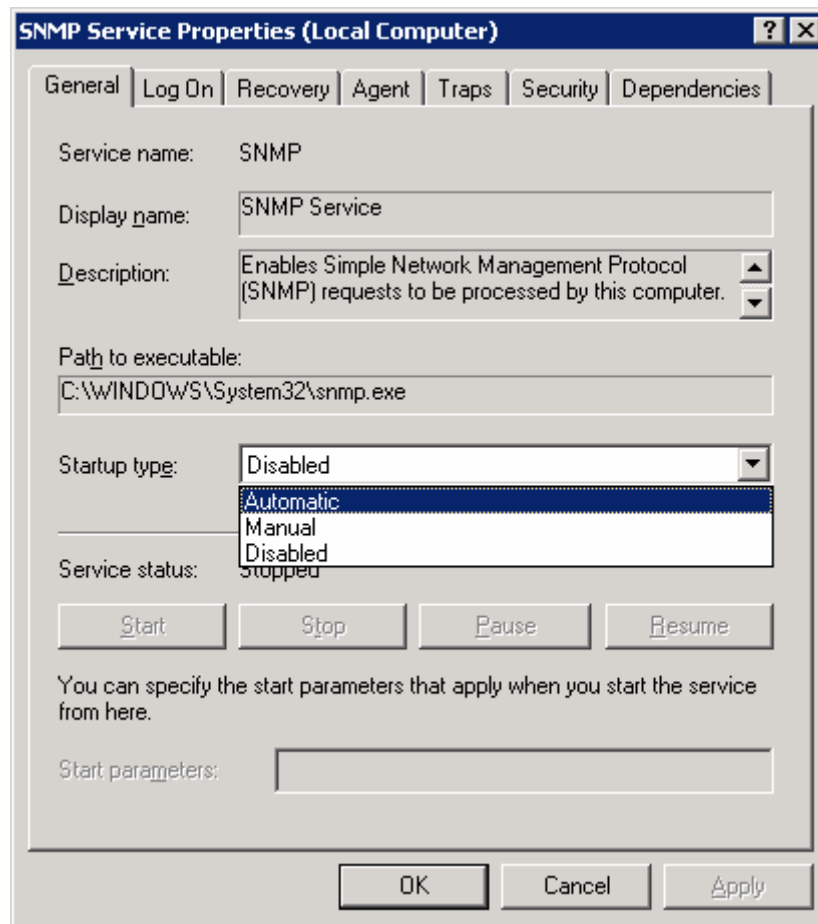 SNMP Service Properties (Local Computer)
General Log On Recovery Agent Traps Security Dependencies
Service name: SNMP
Display name: SNMP Service
Description: Enables Simple Network Management Protocol
(SNMP) requests to be processed by this computer.
Path to executable:
C:\WINDOWS\System32\snmp.exe
Startup type: Disabled
Automatic
Manual
Disabled
Service status: Stopped
Start Stop Pause Resume
You can specify the start parameters that apply when you start the service
from here.
Start parameters:
OK Cancel Apply